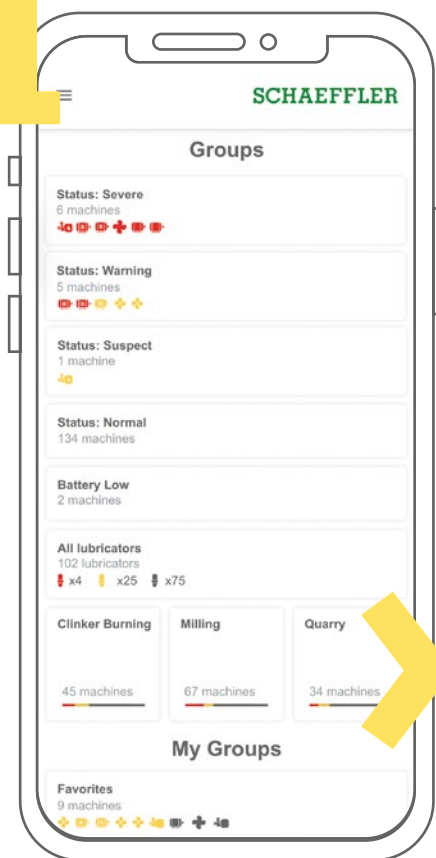 SCHAEFFLER
Groups
Status: Severe
6 machines
Status: Warning
5 machines
Status: Suspect
1 machine
Status: Normal
134 machines
Battery Low
2 machines
All lubricators
102 lubricators
x4 x25 x75
Clinker Burning Milling Quarry
45 machines 67 machines 34 machines
My Groups
Favorites
9 machines